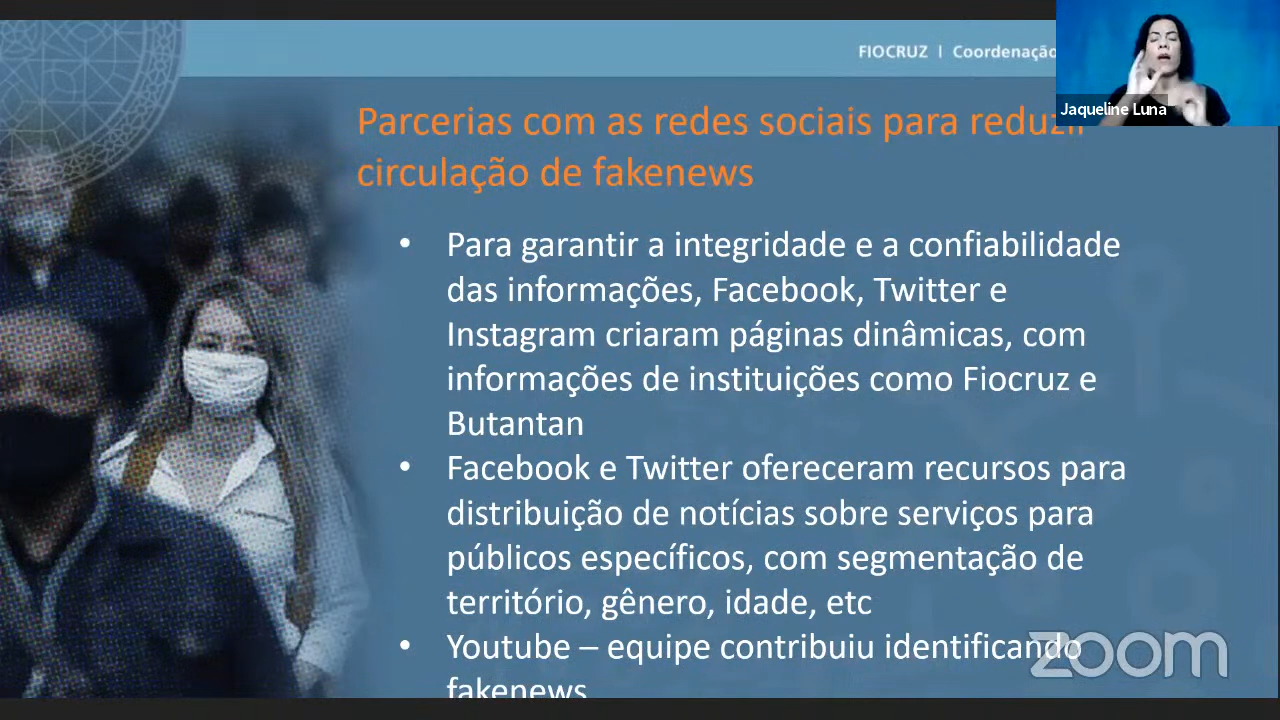 FIOCRUZ | Coordenação
Jaqueline Luna
Parcerias com as redes sociais para reduzir
circulação de fakenews
• Para garantir a integridade e a confiabilidade
das informações, Facebook, Twitter e
Instagram criaram páginas dinâmicas, com
informações de instituições como Fiocruz e
Butantan
• Facebook e Twitter ofereceram recursos para
distribuição de notícias sobre serviços para
públicos específicos, com segmentação de
território, gênero, idade, etc
• Youtube – equipe contribuiu identificando
fakenews
zoom